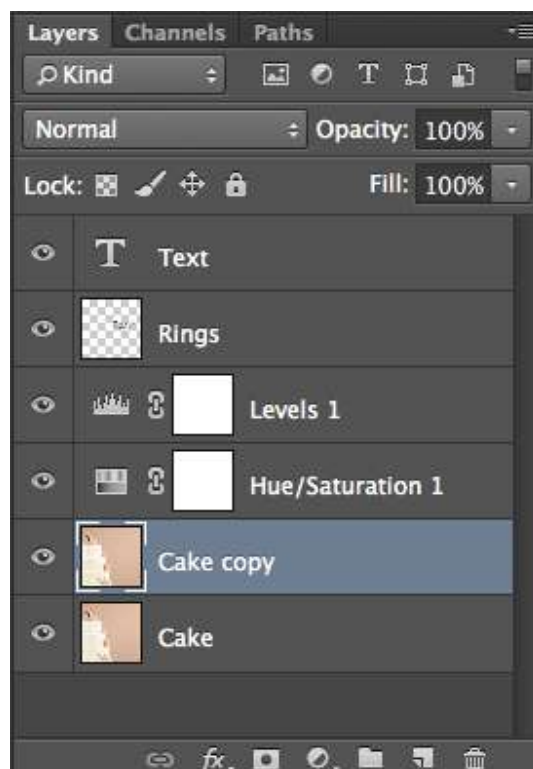 Layers Channels Paths
Kind T
Normal Opacity: 100%
Lock: Fill: 100%
T Text
Rings
Levels 1
Hue/Saturation 1
Cake copy
Cake
fx.